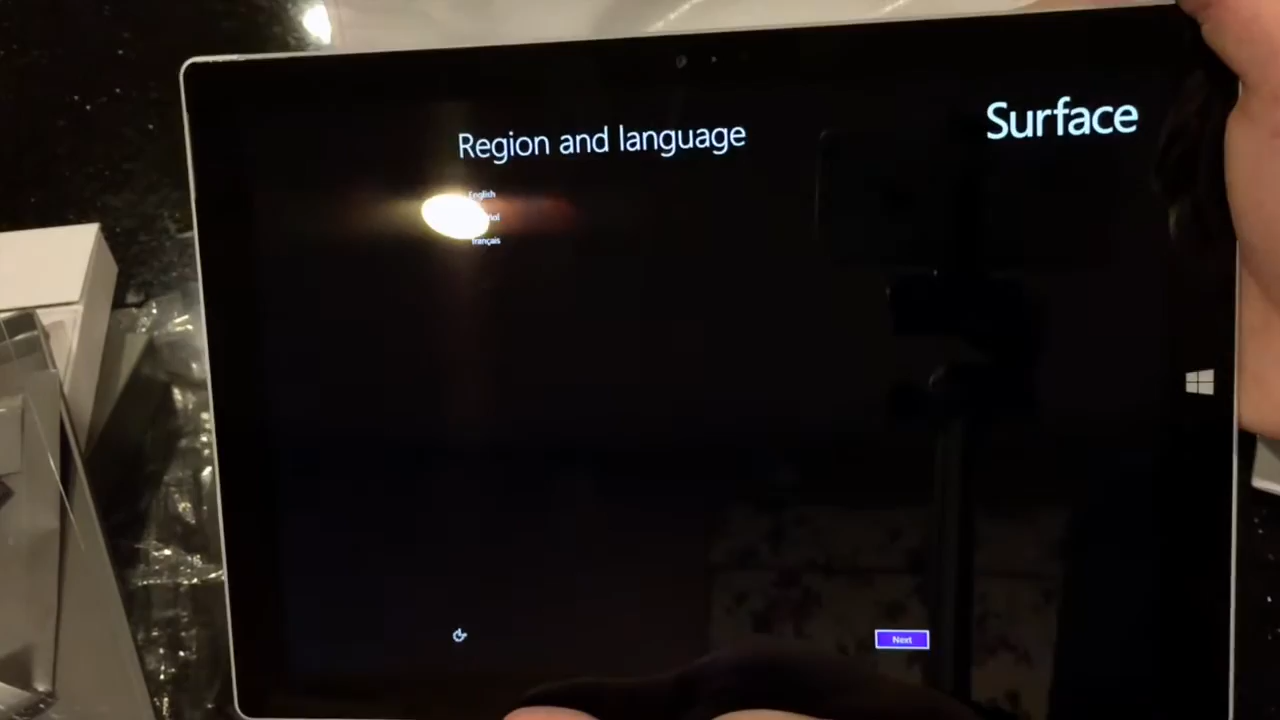 Surface
Region and language
English
français
Next